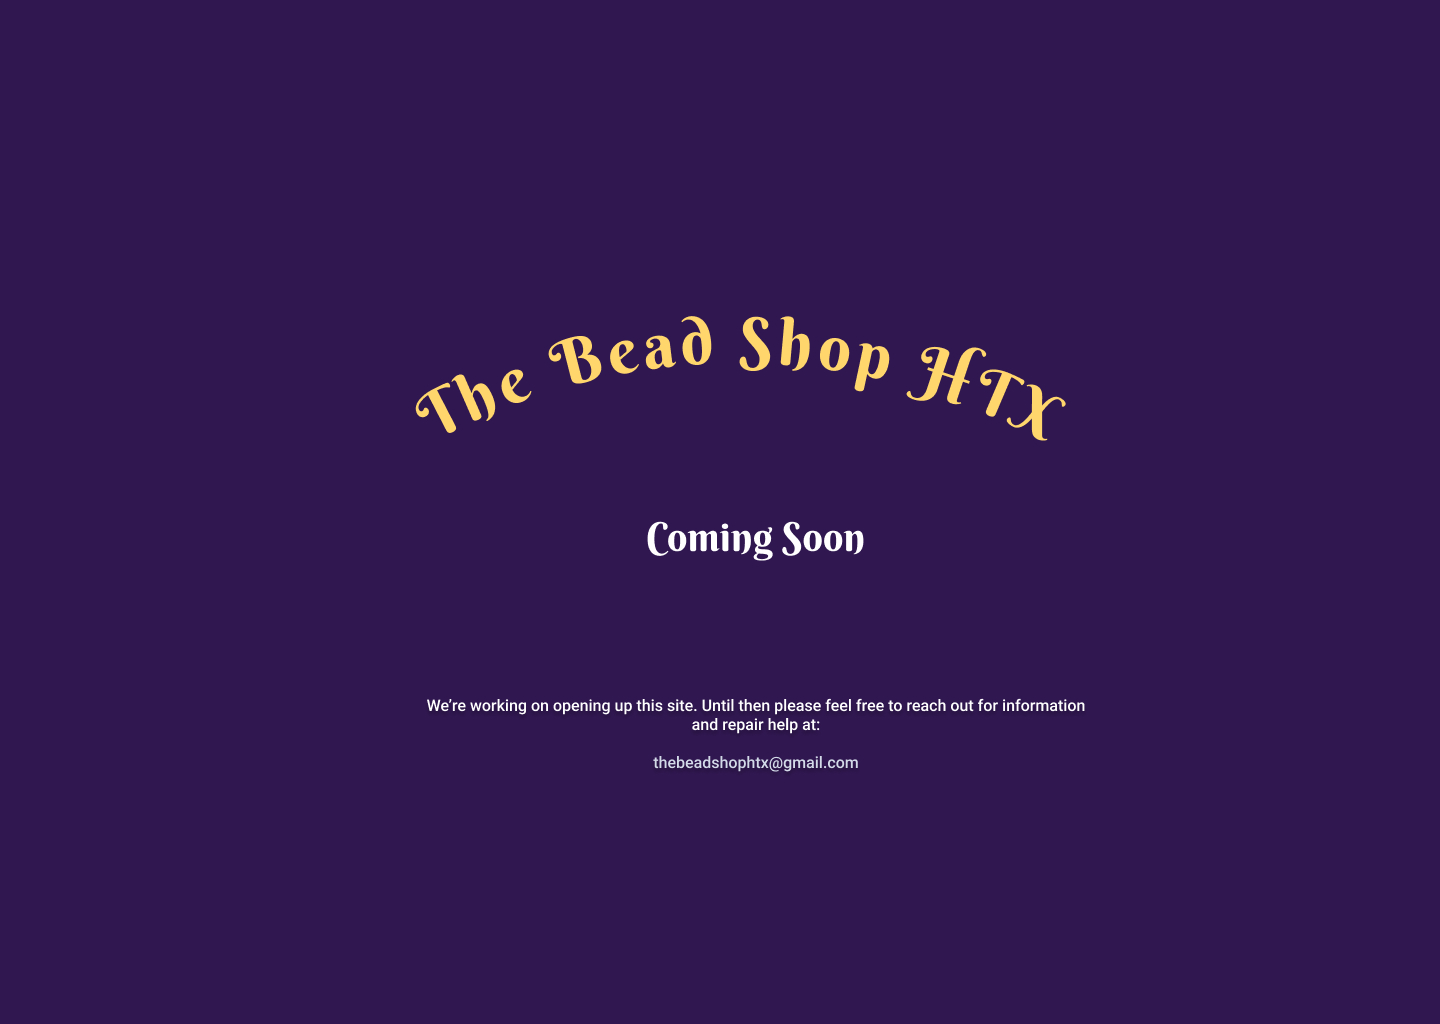 The Bead Shop HTX
Coming Soon
We’re working on opening up this site. Until then please feel free to reach out for information
and repair help at:
thebeadshophtx@gmail.com